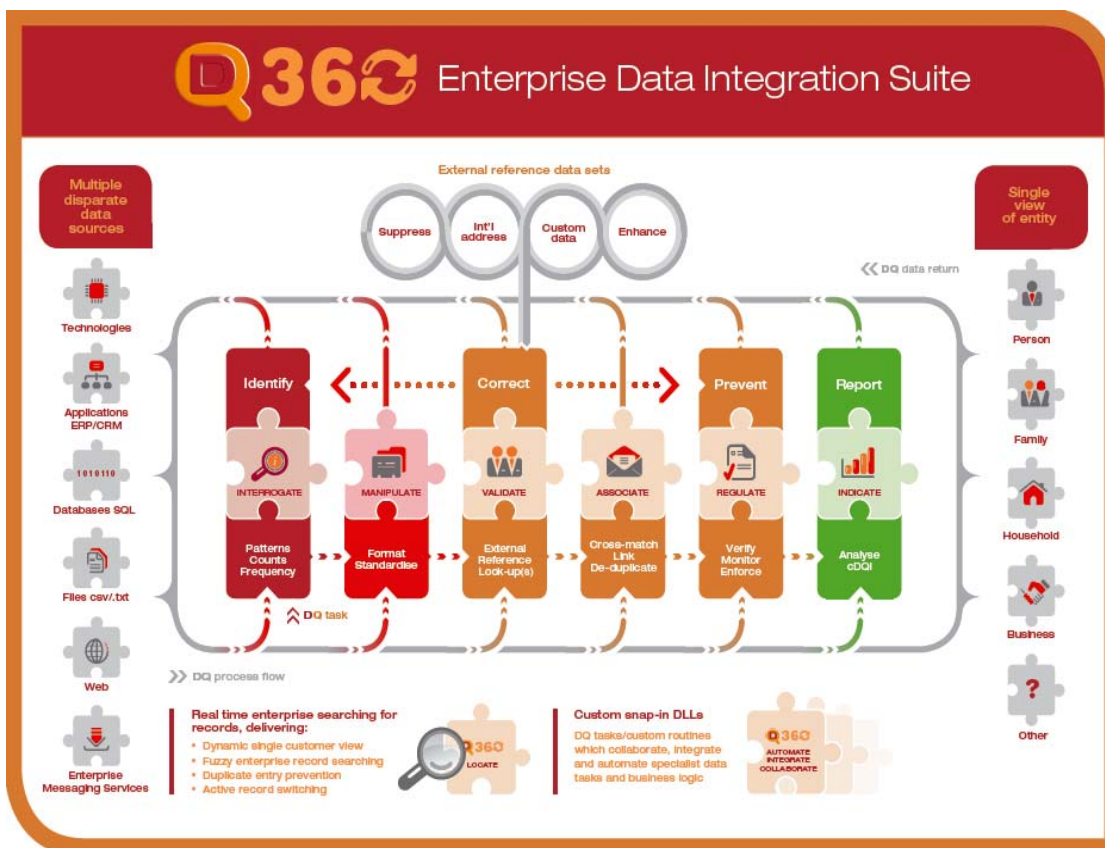 DQ 360 Enterprise Data Integration Suite
Multiple
disparate
data
sources
External reference data sets
Suppress
Int'l
address
Custom
data
Enhance
Single
view
of entity
DQ data return
Technologies
Applications
ERP/CRM
1010110
Databases SQL
Files csv/.txt
Web
Enterprise
Messaging Services
Identify
Correct
Prevent
Report
INTERROGATE
MANIPULATE
VALIDATE
ASSOCIATE
REGULATE
INDICATE
Patterns
Counts
Frequency
Format
Standardise
External
Reference
Look-up(s)
Cross-match
Link
De-duplicate
Verify
Monitor
Enforce
Analyse
cDQI
DQ task
DQ process flow
Person
Family
Household
Business
?
Other
Real time enterprise searching for
records, delivering:
• Dynamic single customer view
• Fuzzy enterprise record searching
• Duplicate entry prevention
• Active record switching
Q360
LOCATE
Custom snap-in DLLs
DQ tasks/custom routines
which collaborate, integrate
and automate specialist data
tasks and business logic
DQ360
AUTOMATE
INTEGRATE
COLLABORATE